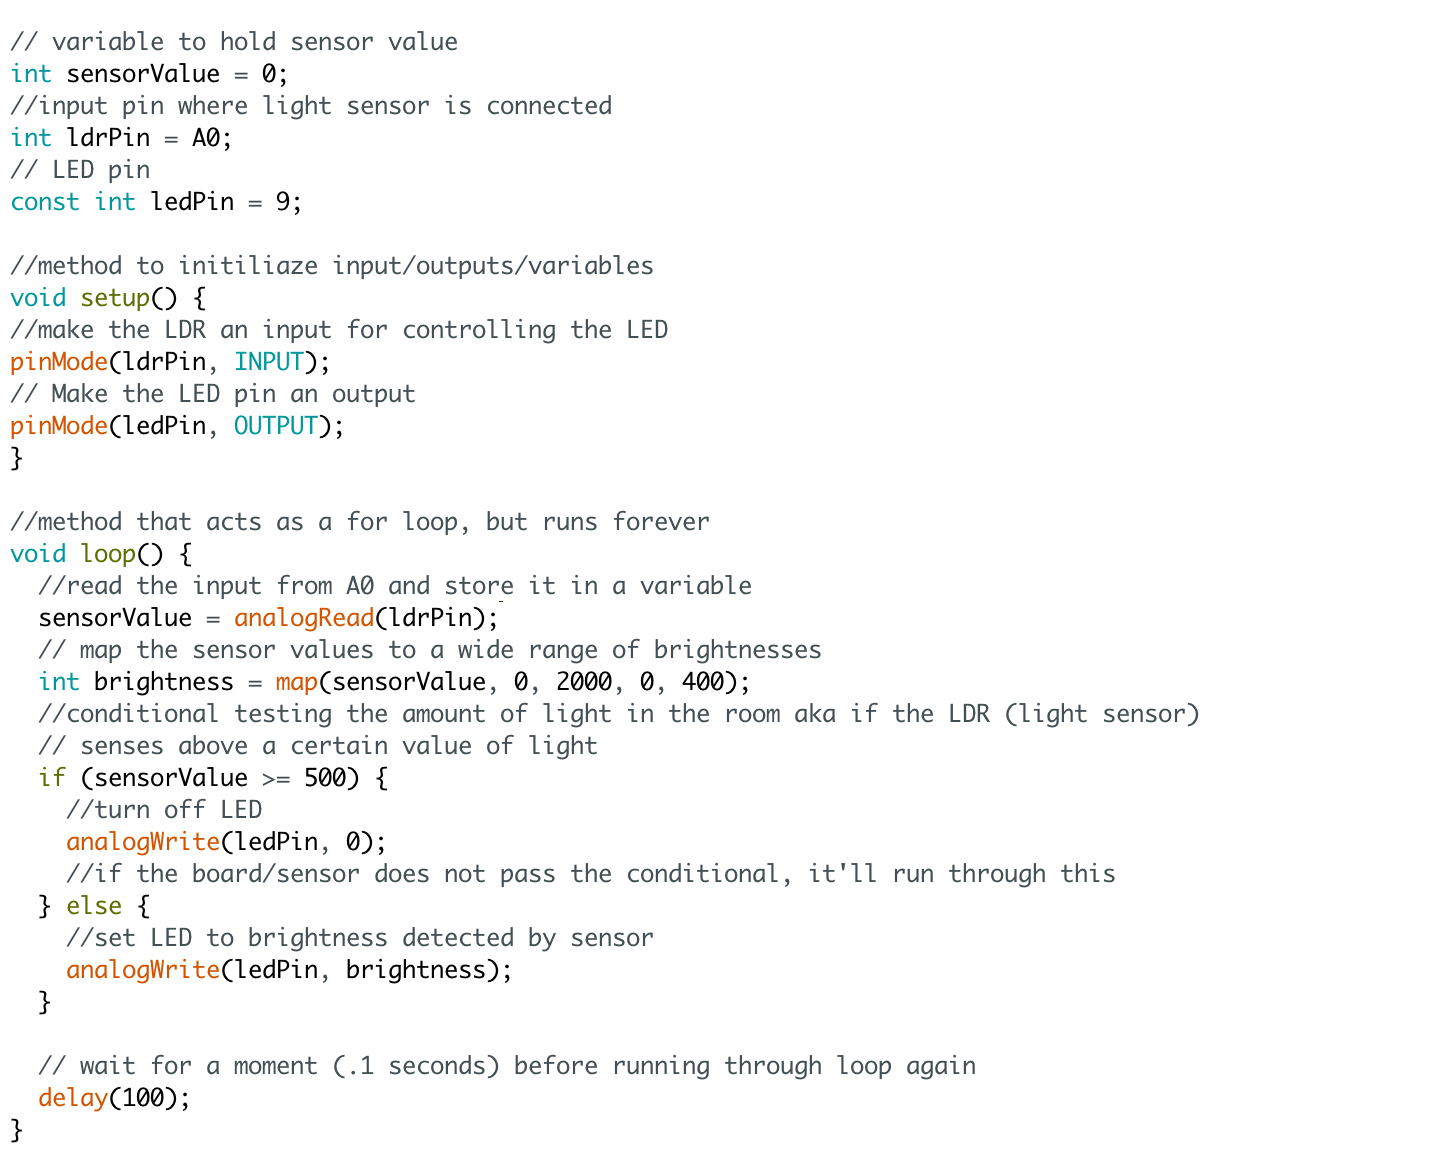 // variable to hold sensor value
int sensorValue = 0;
//input pin where light sensor is connected
int ldrPin = A0;
// LED pin
const int ledPin = 9;

//method to initiliaze input/outputs/variables
void setup() {
//make the LDR an input for controlling the LED
pinMode(ldrPin, INPUT);
// Make the LED pin an output
pinMode(ledPin, OUTPUT);
}

//method that acts as a for loop, but runs forever
void loop() {
  //read the input from A0 and store it in a variable
  sensorValue = analogRead(ldrPin);
  // map the sensor values to a wide range of brightnesses
  int brightness = map(sensorValue, 0, 2000, 0, 400);
  //conditional testing the amount of light in the room aka if the LDR (light sensor)
  // senses above a certain value of light
  if (sensorValue >= 500) {
    //turn off LED
    analogWrite(ledPin, 0);
    //if the board/sensor does not pass the conditional, it'll run through this
  } else {
    //set LED to brightness detected by sensor
    analogWrite(ledPin, brightness);
  }

  // wait for a moment (.1 seconds) before running through loop again
  delay(100);
}